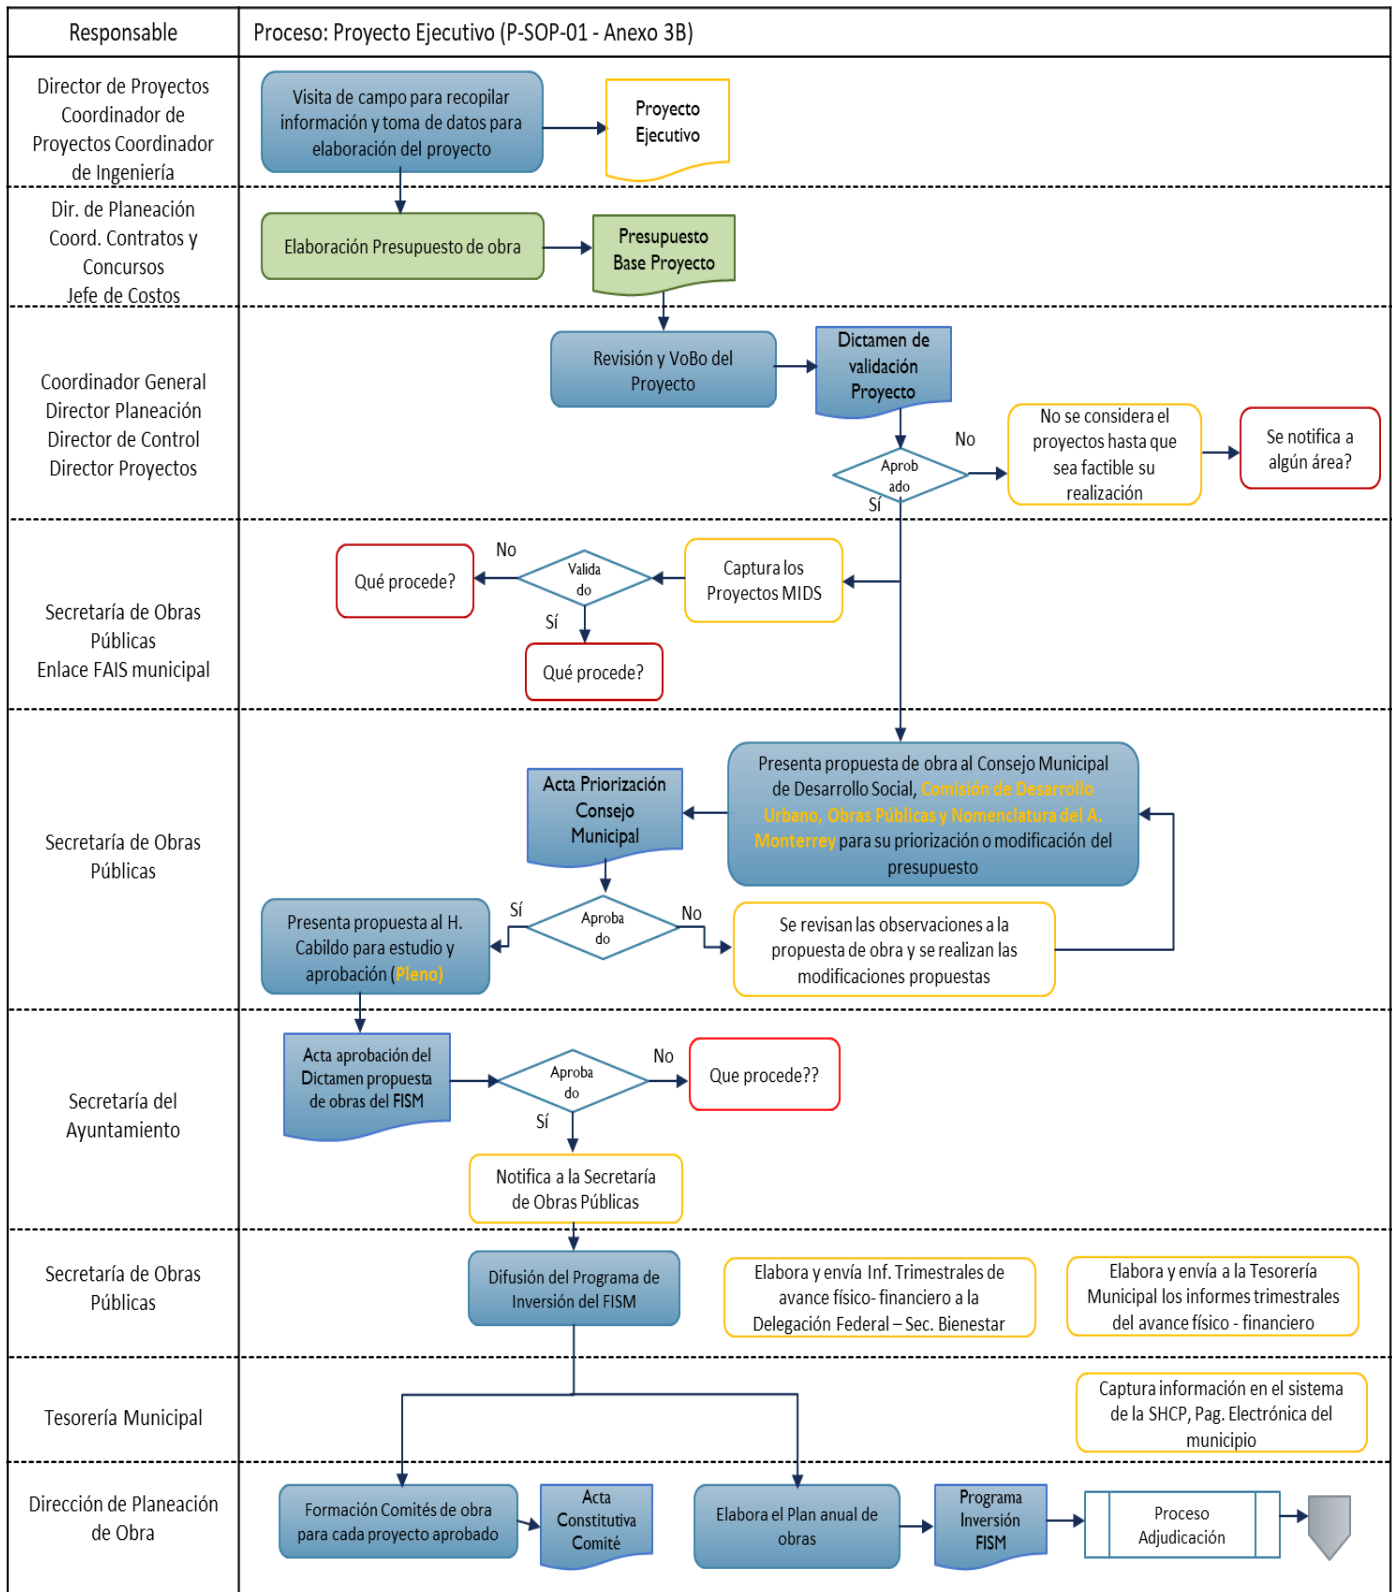 Responsable
Proceso: Proyecto Ejecutivo (P-SOP-01 - Anexo 3B)
Director de Proyectos
Coordinador de
Proyectos Coordinador
de Ingeniería
Visita de campo para recopilar
información y toma de datos para
elaboración del proyecto
Proyecto
Ejecutivo
Dir. de Planeación
Coord. Contratos y
Concursos
Jefe de Costos
Elaboración Presupuesto de obra
Presupuesto
Base Proyecto
Coordinador General
Director Planeación
Director de Control
Director Proyectos
Revisión y VoBo del
Proyecto
Dictamen de
validación
Proyecto
Aprob
ado
No
Sí
No se considera el
proyectos hasta que
sea factible su
realización
Se notifica a
algún área?
Secretaría de Obras
Públicas
Enlace FAIS municipal
Captura los
Proyectos MIDS
Valida
do
No
Qué procede?
Sí
Qué procede?
Secretaría de Obras
Públicas
Presenta propuesta de obra al Consejo Municipal
de Desarrollo Social, Comisión de Desarrollo
Urbano, Obras Públicas y Nomenclatura del A.
Monterrey para su priorización o modificación del
presupuesto
Acta Priorización
Consejo
Municipal
Aproba
do
Sí
No
Presenta propuesta al H.
Cabildo para estudio y
aprobación (Pleno)
Se revisan las observaciones a la
propuesta de obra y se realizan las
modificaciones propuestas
Secretaría del
Ayuntamiento
Acta aprobación del
Dictamen propuesta
de obras del FISM
Aproba
do
No
Que procede??
Sí
Notifica a la Secretaría
de Obras Públicas
Secretaría de Obras
Públicas
Difusión del Programa de
Inversión del FISM
Elabora y envía Inf. Trimestrales de
avance físico- financiero a la
Delegación Federal – Sec. Bienestar
Elabora y envía a la Tesorería
Municipal los informes trimestrales
del avance físico - financiero
Tesorería Municipal
Captura información en el sistema
de la SHCP, Pag. Electrónica del
municipio
Dirección de Planeación
de Obra
Formación Comités de obra
para cada proyecto aprobado
Acta
Constitutiva
Comité
Elabora el Plan anual de
obras
Programa
Inversión
FISM
Proceso
Adjudicación